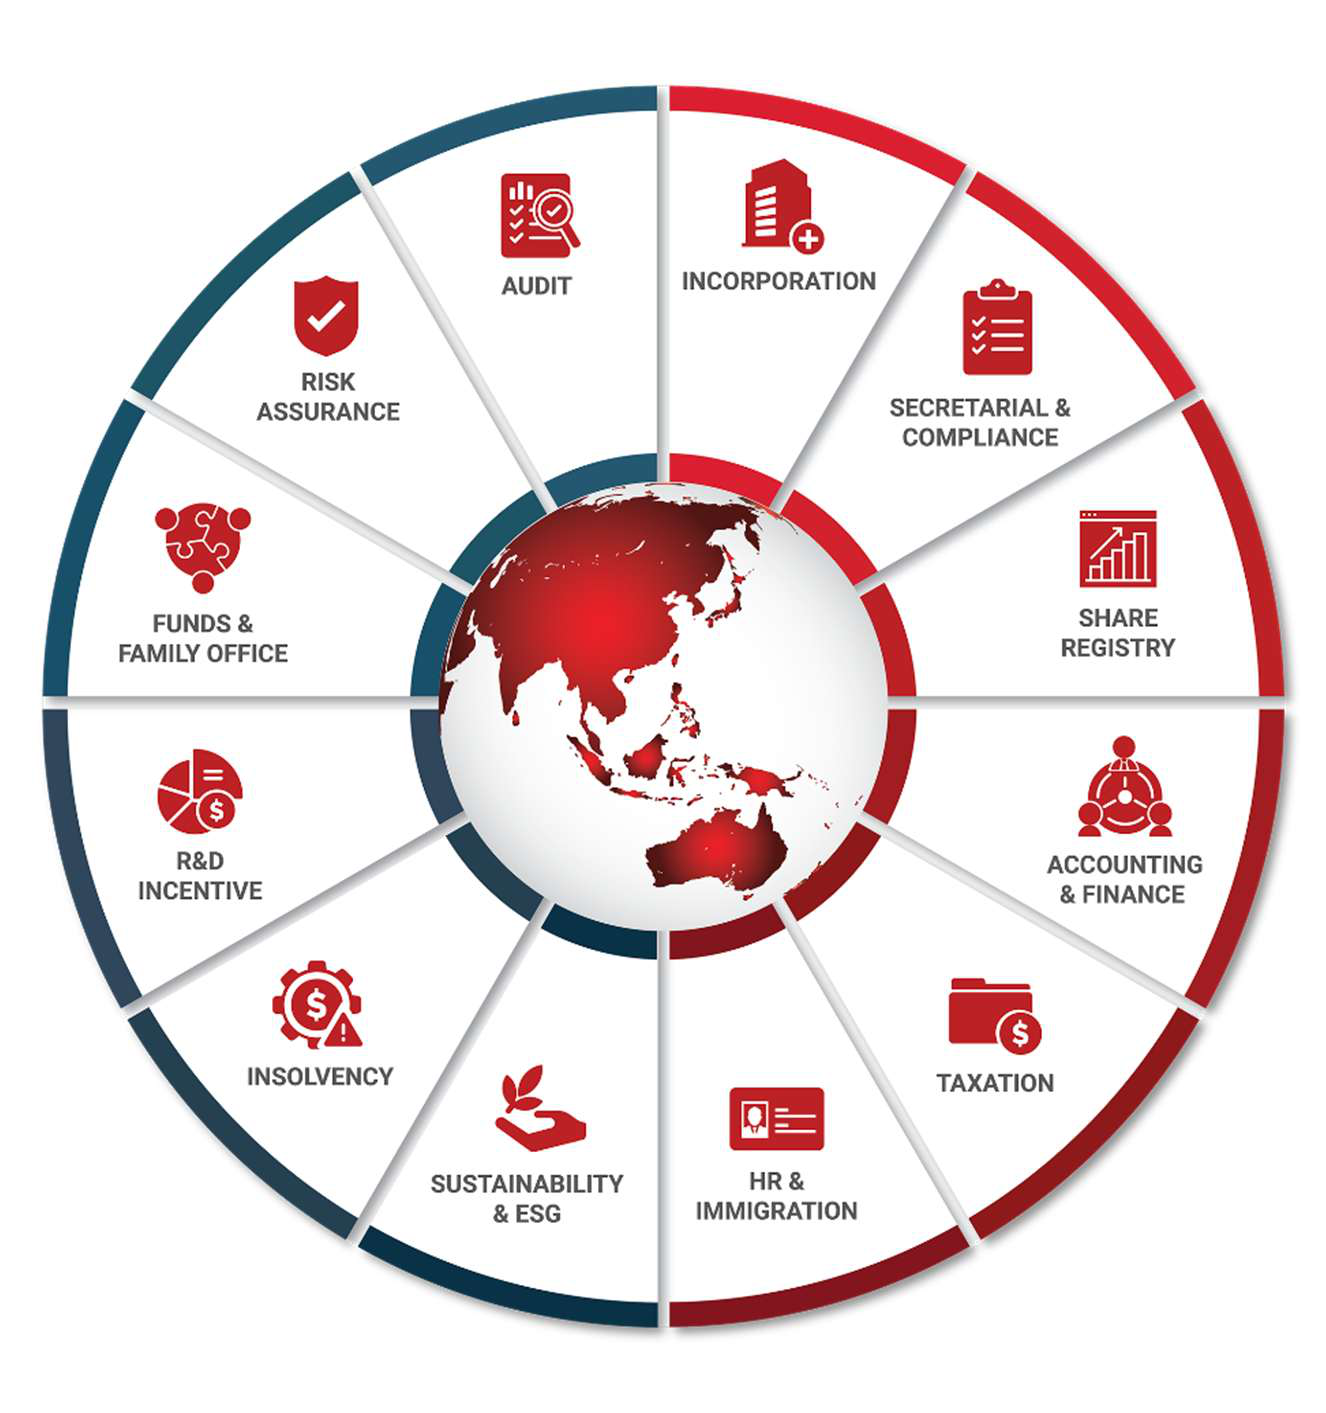 AUDIT
INCORPORATION
SECRETARIAL &
COMPLIANCE
SHARE
REGISTRY
ACCOUNTING
& FINANCE
TAXATION
HR &
IMMIGRATION
SUSTAINABILITY
& ESG
INSOLVENCY
R&D
INCENTIVE
FUNDS &
FAMILY OFFICE
RISK
ASSURANCE